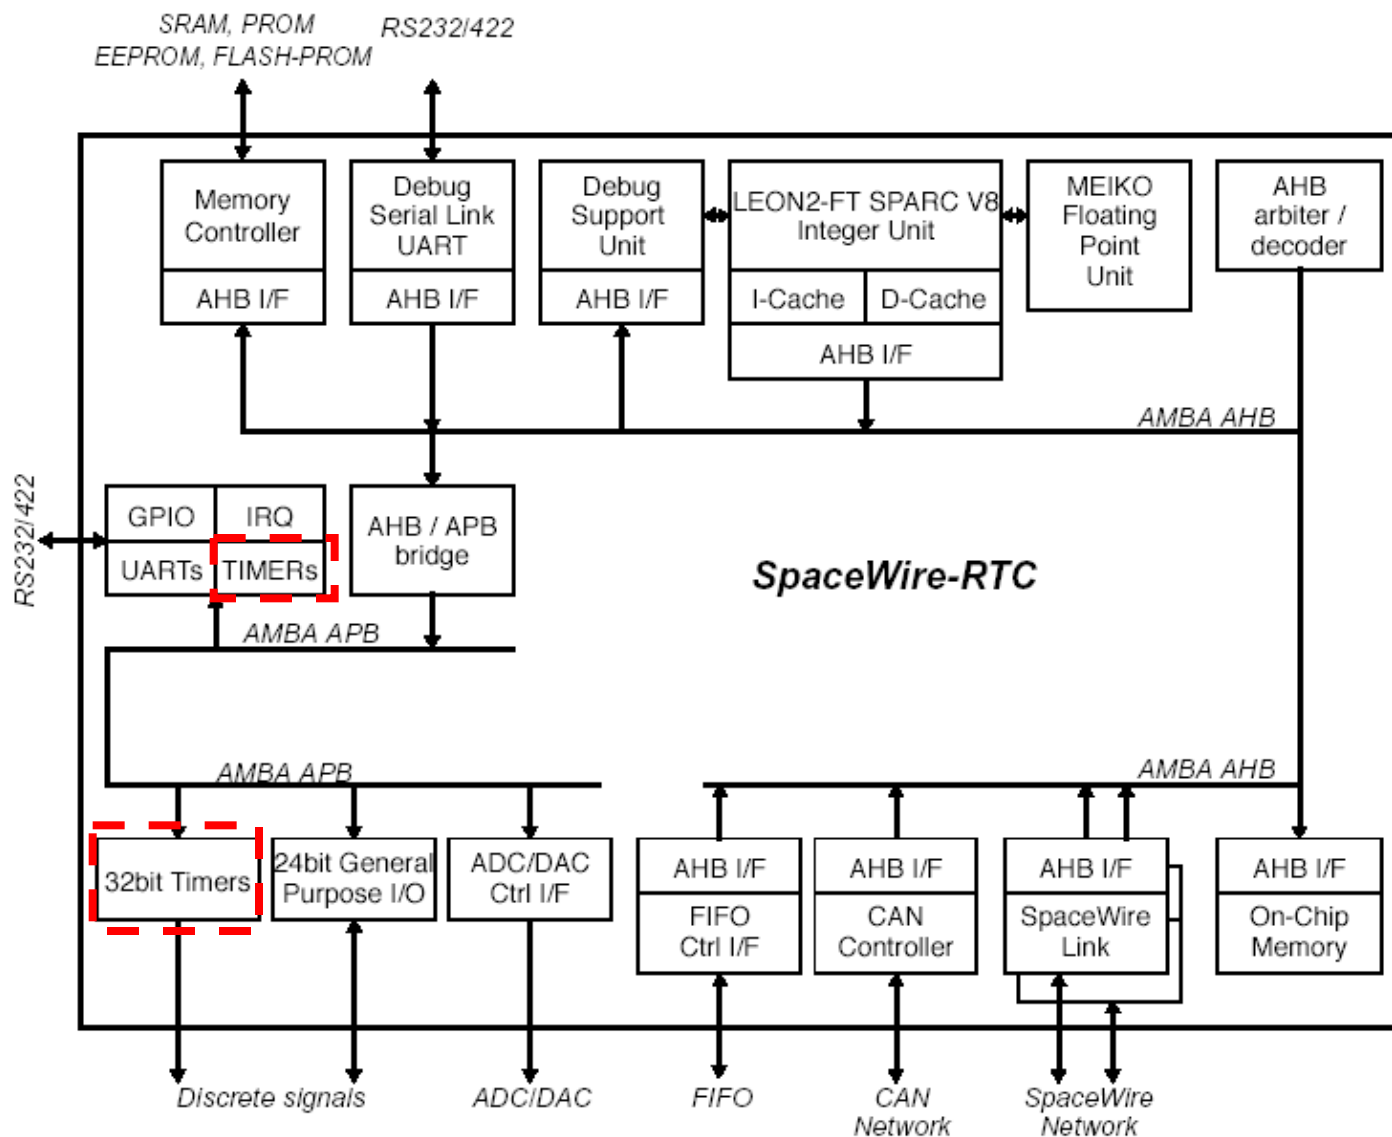 SRAM, PROM
EEPROM, FLASH-PROM
RS232/422
Memory
Controller
AHB I/F
Debug
Serial Link
UART
AHB I/F
Debug
Support
Unit
AHB I/F
LEON2-FT SPARC V8
Integer Unit
I-Cache
D-Cache
AHB I/F
MEIKO
Floating
Point
Unit
AHB
arbiter /
decoder
AMBA AHB
RS232/422
GPIO
IRQ
UARTs
TIMERs
AHB / APB
bridge
SpaceWire-RTC
AMBA APB
AMBA APB
AMBA AHB
32bit Timers
24bit General
Purpose I/O
ADC/DAC
Ctrl I/F
AHB I/F
FIFO
Ctrl I/F
AHB I/F
CAN
Controller
AHB I/F
SpaceWire
Link
AHB I/F
On-Chip
Memory
Discrete signals
ADC/DAC
FIFO
CAN
Network
SpaceWire
Network